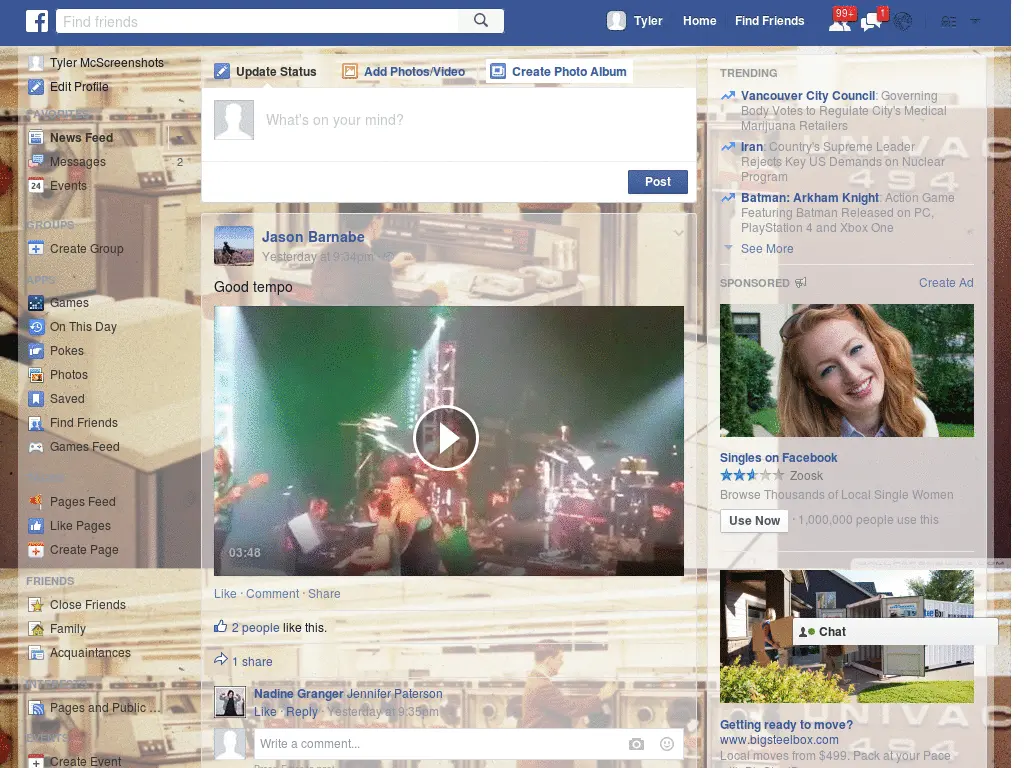 Find friends
Tyler
Home
Find Friends
99+
1
Tyler McScreenshots
Edit Profile
FAVORITES
News Feed
Messages
2
24
Events
GROUPS
Create Group
APPS
Games
On This Day
Pokes
Photos
Saved
Find Friends
Games Feed
Pages Feed
Like Pages
Create Page
FRIENDS
Close Friends
Family
Acquaintances
INTERESTS
Pages and Public ...
EVENTS
Create Event
Update Status
Add Photos/Video
Create Photo Album
What's on your mind?
Post
Jason Barnabe
Yesterday at 9:34pm
Good tempo
03:48
Like · Comment · Share
2 people like this.
1 share
Nadine Granger Jennifer Paterson
Like · Reply · Yesterday at 9:35pm
Write a comment...
TRENDING
Vancouver City Council: Governing
Body Votes to Regulate City's Medical
Marijuana Retailers
Iran: Country's Supreme Leader
Rejects Key US Demands on Nuclear
Program
Batman: Arkham Knight: Action Game
Featuring Batman Released on PC,
PlayStation 4 and Xbox One
See More
UNIVAC
494
SPONSORED
Create Ad
Singles on Facebook
Zoosk
Browse Thousands of Local Single Women
Use Now · 1,000,000 people use this
Chat
Getting ready to move?
www.bigsteelbox.com
Local moves from $499. Pack at your Pace
UNIVAC
494